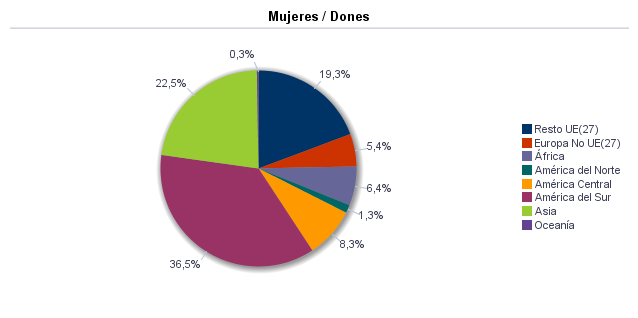 Mujeres / Dones
0,3%
19,3%
22,5%
5,4%
6,4%
1,3%
8,3%
36,5%
Resto UE(27)
Europa No UE(27)
África
América del Norte
América Central
América del Sur
Asia
Oceanía